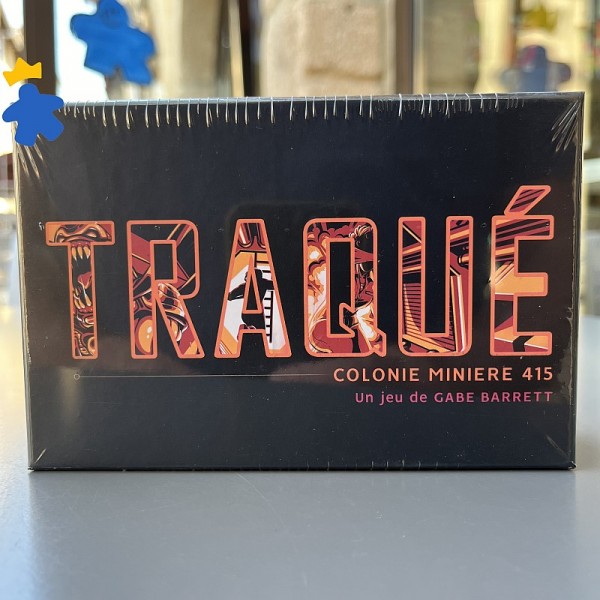 TRAQUÉ
COLONIE MINIERE 415
Un jeu de GABE BARRETT